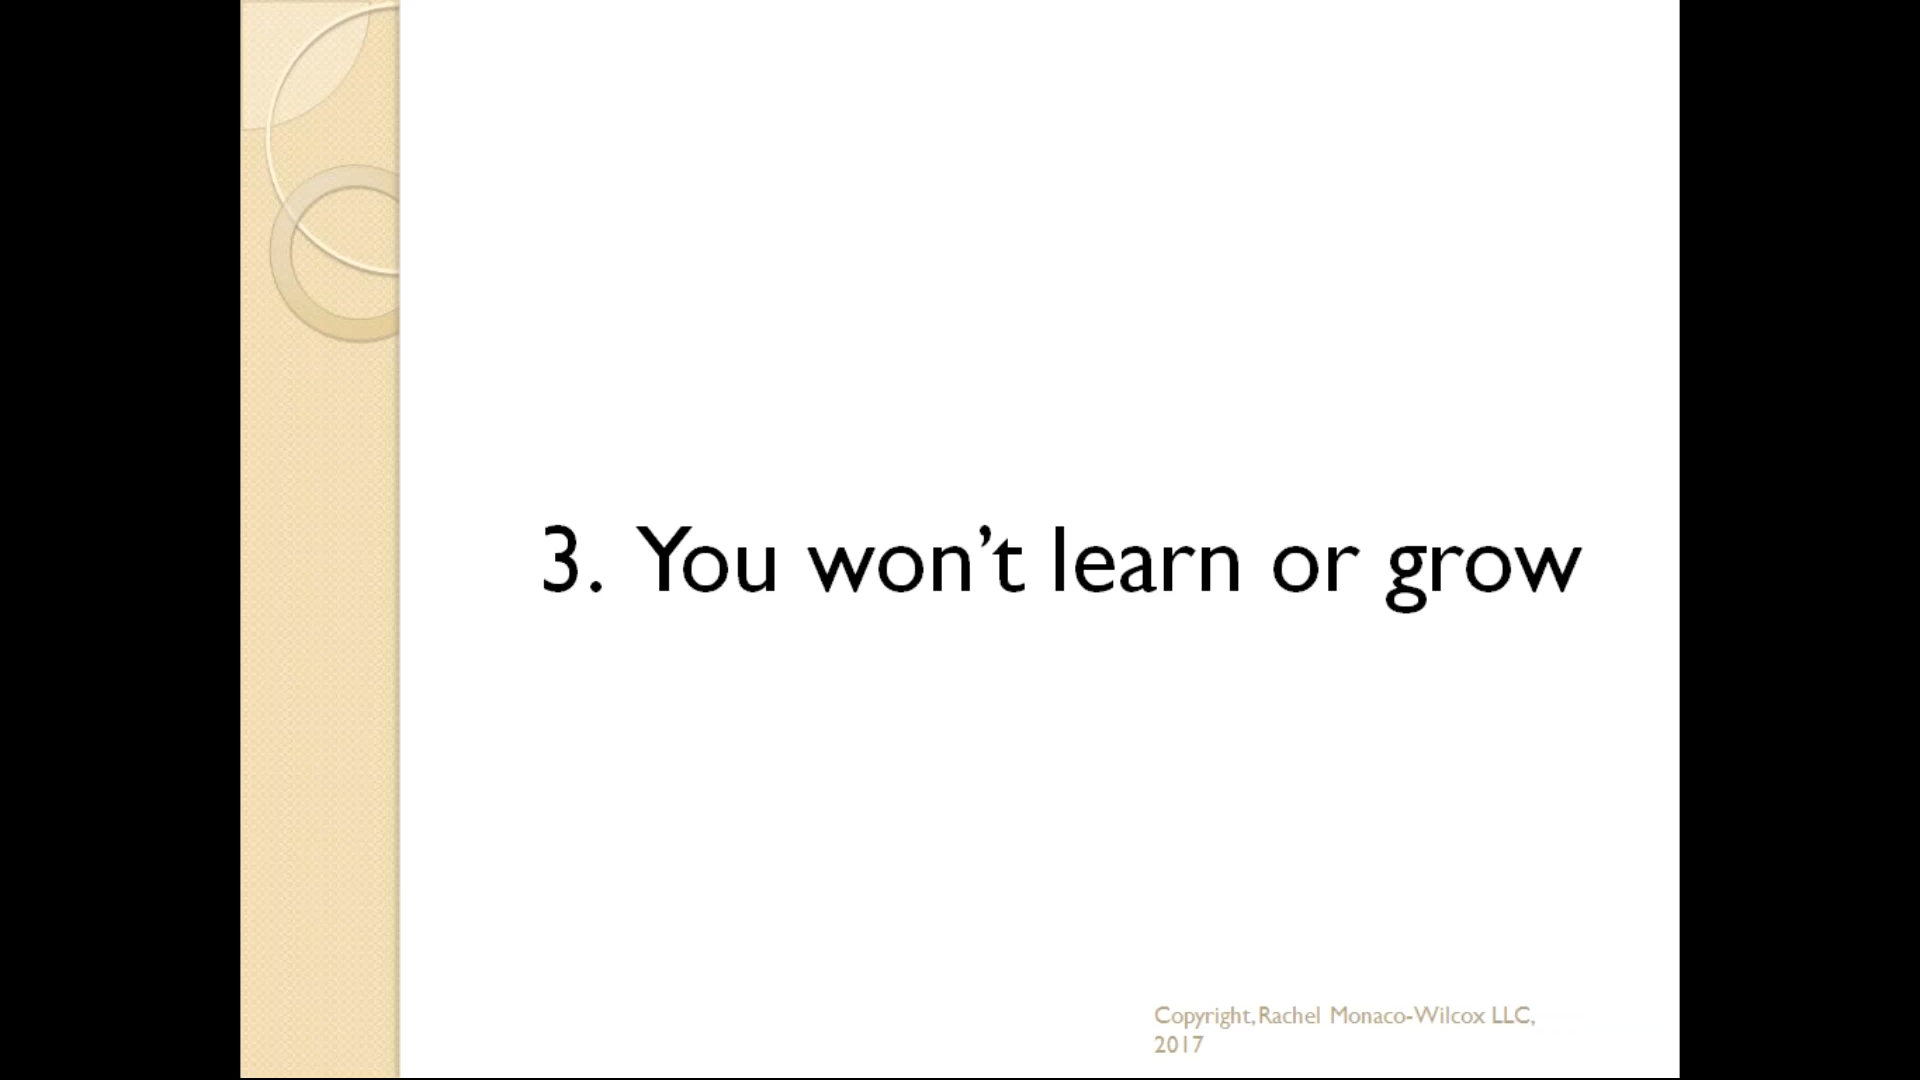 3. You won’t learn or grow
Copyright, Rachel Monaco-Wilcox LLC,
2017